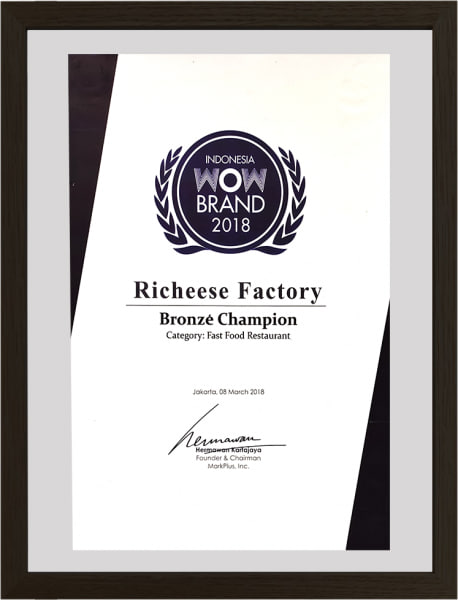 INDONESIA
WOW
BRAND
2018
Richeese Factory
Bronze Champion
Category: Fast Food Restaurant
Jakarta, 08 March 2018
Hermawan
Hermawan Kartajaya
Founder & Chairman
MarkPlus, Inc.